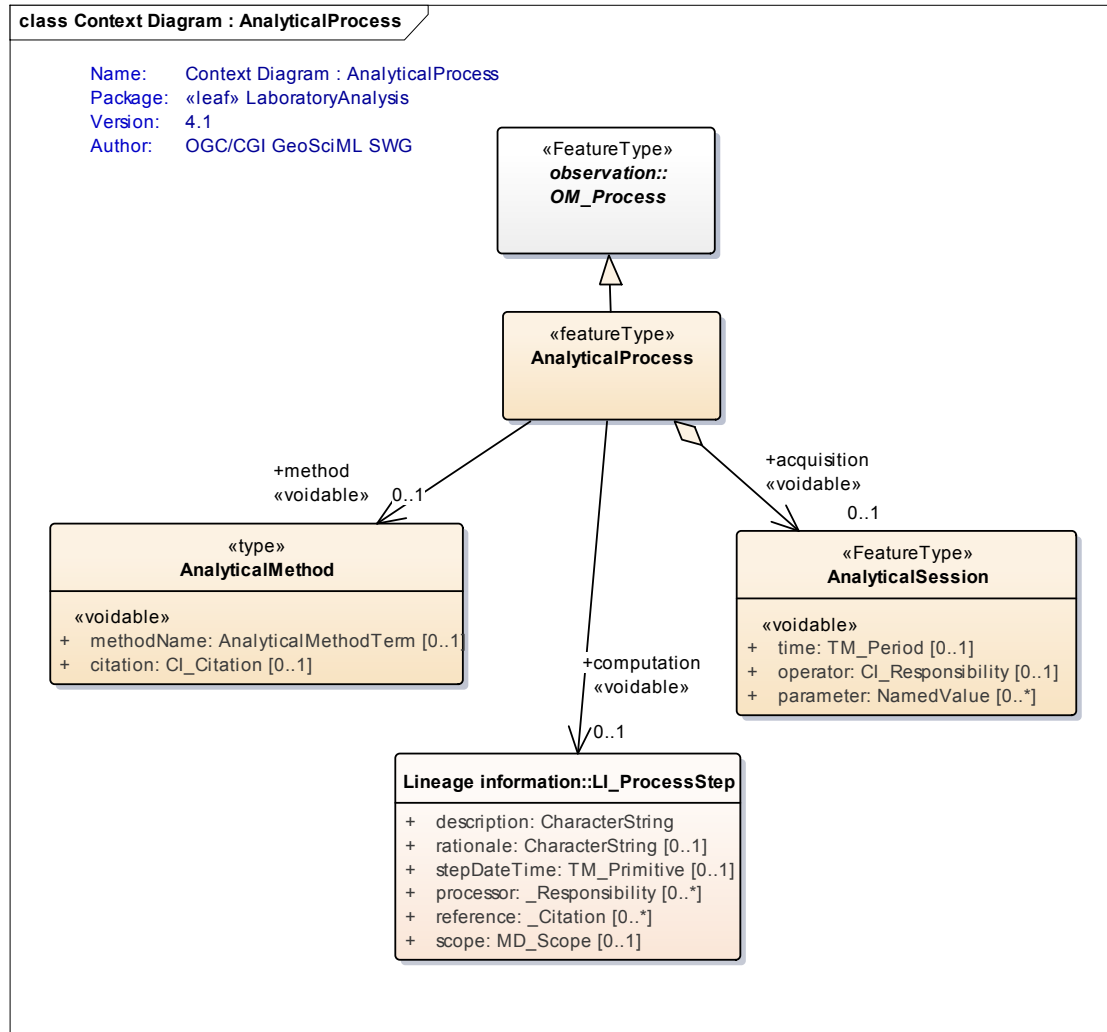 class Context Diagram : AnalyticalProcess
Name: Context Diagram : AnalyticalProcess
Package: «leaf» LaboratoryAnalysis
Version: 4.1
Author: OGC/CGI GeoSciML SWG
«FeatureType»
observation::
OM_Process
«featureType»
AnalyticalProcess
+method
«voidable»
0..1
+acquisition
«voidable»
0..1
«type»
AnalyticalMethod
«voidable»
+ methodName: AnalyticalMethodTerm [0..1]
+ citation: CI_Citation [0..1]
«FeatureType»
AnalyticalSession
«voidable»
+ time: TM_Period [0..1]
+ operator: CI_Responsibility [0..1]
+ parameter: NamedValue [0..*]
+computation
«voidable»
0..1
Lineage information::LI_ProcessStep
+ description: CharacterString
+ rationale: CharacterString [0..1]
+ stepDateTime: TM_Primitive [0..1]
+ processor: _Responsibility [0..*]
+ reference: _Citation [0..*]
+ scope: MD_Scope [0..1]